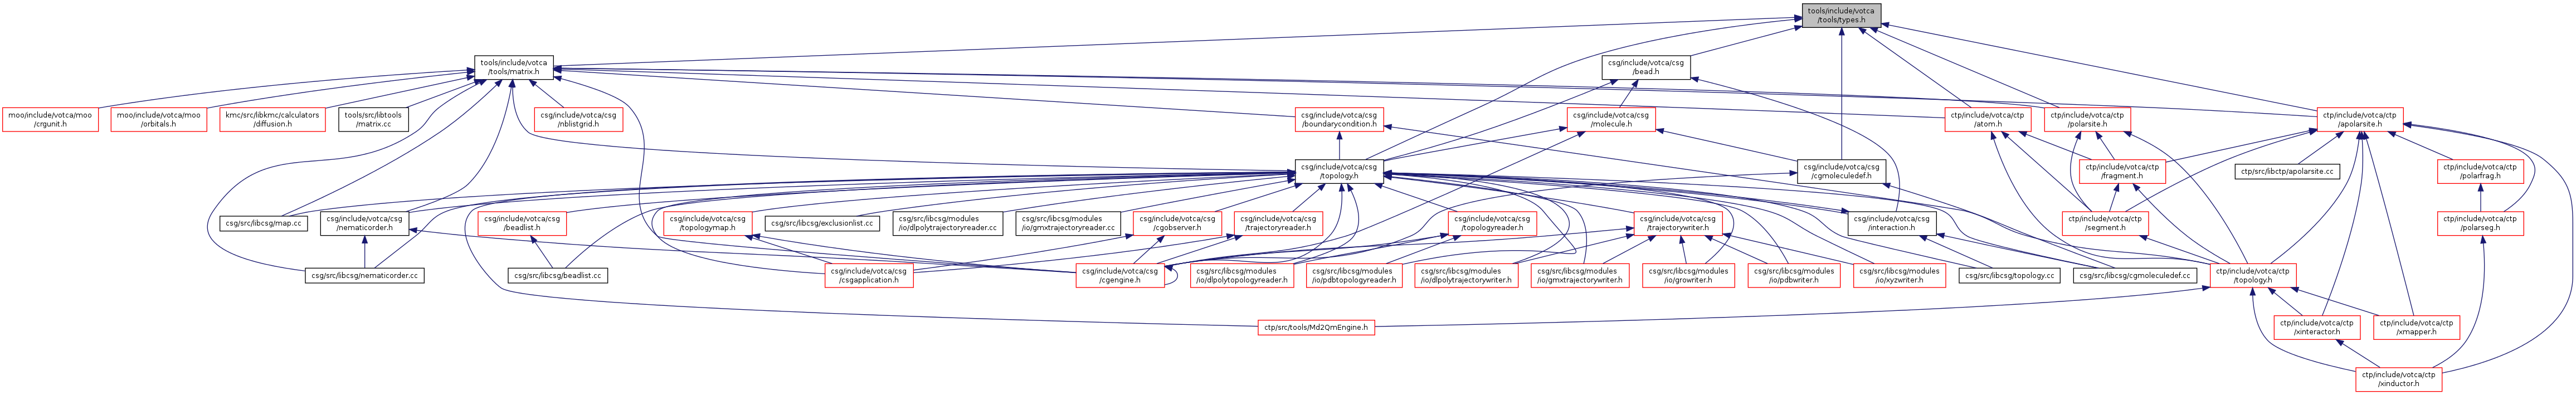 tools/include/votca
/tools/types.h
tools/include/votca
/tools/matrix.h
csg/include/votca/csg
/bead.h
moo/include/votca/moo
/crgunit.h
moo/include/votca/moo
/orbitals.h
kmc/src/libkmc/calculators
/diffusion.h
tools/src/libtools
/matrix.cc
csg/include/votca/csg
/nblistgrid.h
csg/include/votca/csg
/boundarycondition.h
csg/include/votca/csg
/molecule.h
ctp/include/votca/ctp
/atom.h
ctp/include/votca/ctp
/polarsite.h
ctp/include/votca/ctp
/apolarsite.h
csg/include/votca/csg
/topology.h
csg/include/votca/csg
/cgmoleculedef.h
ctp/include/votca/ctp
/fragment.h
ctp/src/libctp/apolarsite.cc
ctp/include/votca/ctp
/polarfrag.h
csg/src/libcsg/map.cc
csg/include/votca/csg
/nematicorder.h
csg/include/votca/csg
/beadlist.h
csg/include/votca/csg
/topologymap.h
csg/src/libcsg/exclusionlist.cc
csg/src/libcsg/modules
/io/dlpolytrajectoryreader.cc
csg/src/libcsg/modules
/io/gmxtrajectoryreader.cc
csg/include/votca/csg
/cgobserver.h
csg/include/votca/csg
/trajectoryreader.h
csg/include/votca/csg
/topologyreader.h
csg/include/votca/csg
/trajectorywriter.h
csg/include/votca/csg
/interaction.h
ctp/include/votca/ctp
/segment.h
ctp/include/votca/ctp
/polarseg.h
csg/src/libcsg/nematicorder.cc
csg/src/libcsg/beadlist.cc
csg/include/votca/csg
/csgapplication.h
csg/include/votca/csg
/cgengine.h
csg/src/libcsg/modules
/io/dlpolytopologyreader.h
csg/src/libcsg/modules
/io/pdbtopologyreader.h
csg/src/libcsg/modules
/io/dlpolytrajectorywriter.h
csg/src/libcsg/modules
/io/gmxtrajectorywriter.h
csg/src/libcsg/modules
/io/growriter.h
csg/src/libcsg/modules
/io/pdbwriter.h
csg/src/libcsg/modules
/io/xyzwriter.h
csg/src/libcsg/topology.cc
csg/src/libcsg/cgmoleculedef.cc
ctp/include/votca/ctp
/topology.h
ctp/src/tools/Md2QmEngine.h
ctp/include/votca/ctp
/xinteractor.h
ctp/include/votca/ctp
/xmapper.h
ctp/include/votca/ctp
/xinductor.h